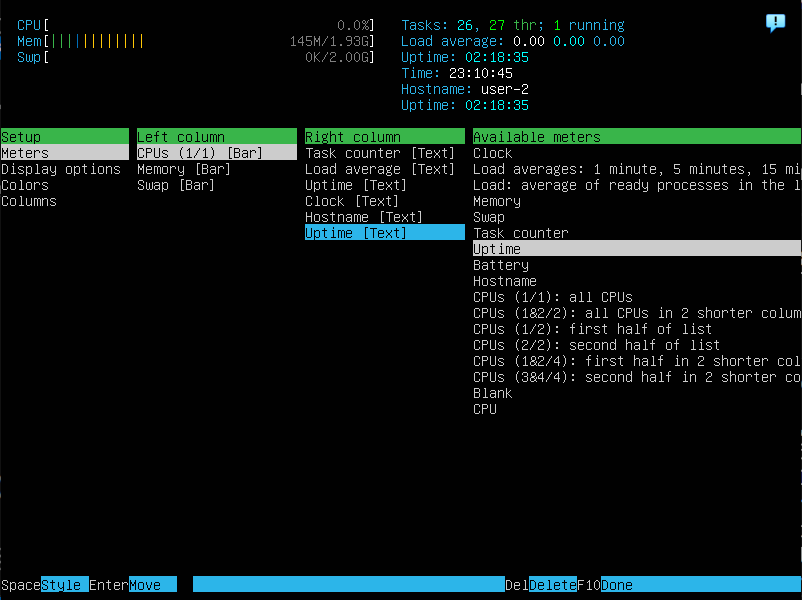 CPU[ 0.0%]
Mem[|||||||||||| 145M/1.93G]
Swp[ 0K/2.00G]
Tasks: 26, 27 thr; 1 running
Load average: 0.00 0.00 0.00
Uptime: 02:18:35
Time: 23:10:45
Hostname: user-2
Uptime: 02:18:35
Setup
Meters
Display options
Colors
Columns
Left column
CPUs (1/1) [Bar]
Memory [Bar]
Swap [Bar]
Right column
Task counter [Text]
Load average [Text]
Uptime [Text]
Clock [Text]
Hostname [Text]
Uptime [Text]
Available meters
Clock
Load averages: 1 minute, 5 minutes, 15 mi
Load: average of ready processes in the l
Memory
Swap
Task counter
Uptime
Battery
Hostname
CPUs (1/1): all CPUs
CPUs (1&2/2): all CPUs in 2 shorter colum
CPUs (1/2): first half of list
CPUs (2/2): second half of list
CPUs (1&2/4): first half in 2 shorter col
CPUs (3&4/4): second half in 2 shorter co
Blank
CPU
SpaceStyle EnterMove DelDeleteF10Done